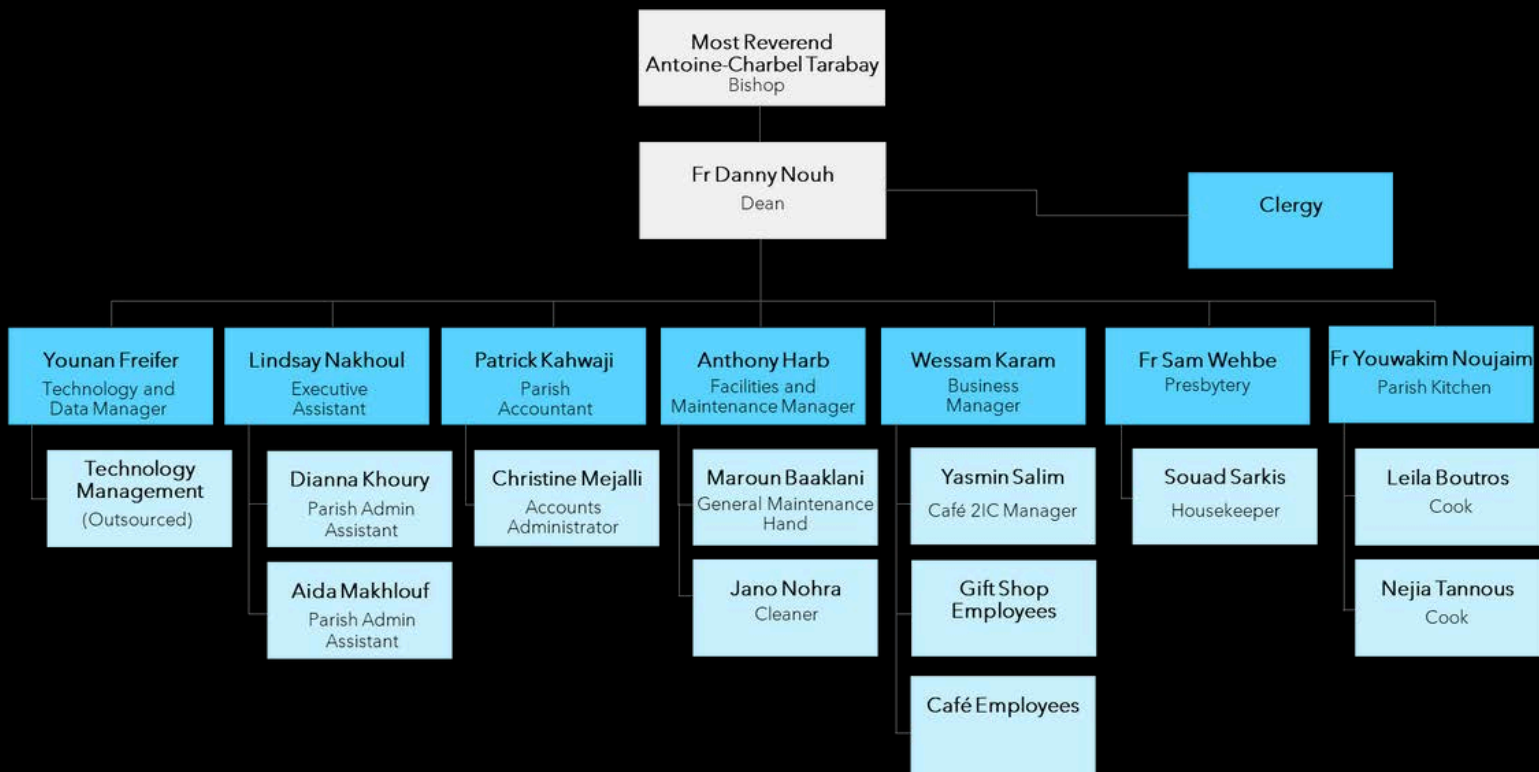 Most Reverend
Antoine-Charbel Tarabay
Bishop
Fr Danny Nouh
Dean
Clergy
Younan Freifer
Technology and
Data Manager
Lindsay Nakhoul
Executive
Assistant
Patrick Kahwaji
Parish
Accountant
Anthony Harb
Facilities and
Maintenance Manager
Wessam Karam
Business
Manager
Fr Sam Wehbe
Presbytery
Fr Youwakim Noujaim
Parish Kitchen
Technology
Management
(Outsourced)
Dianna Khoury
Parish Admin
Assistant
Christine Mejalli
Accounts
Administrator
Maroun Baaklani
General Maintenance
Hand
Yasmin Salim
Café 2IC Manager
Souad Sarkis
Housekeeper
Leila Boutros
Cook
Aida Makhlouf
Parish Admin
Assistant
Jano Nohra
Cleaner
Gift Shop
Employees
Nejia Tannous
Cook
Café Employees